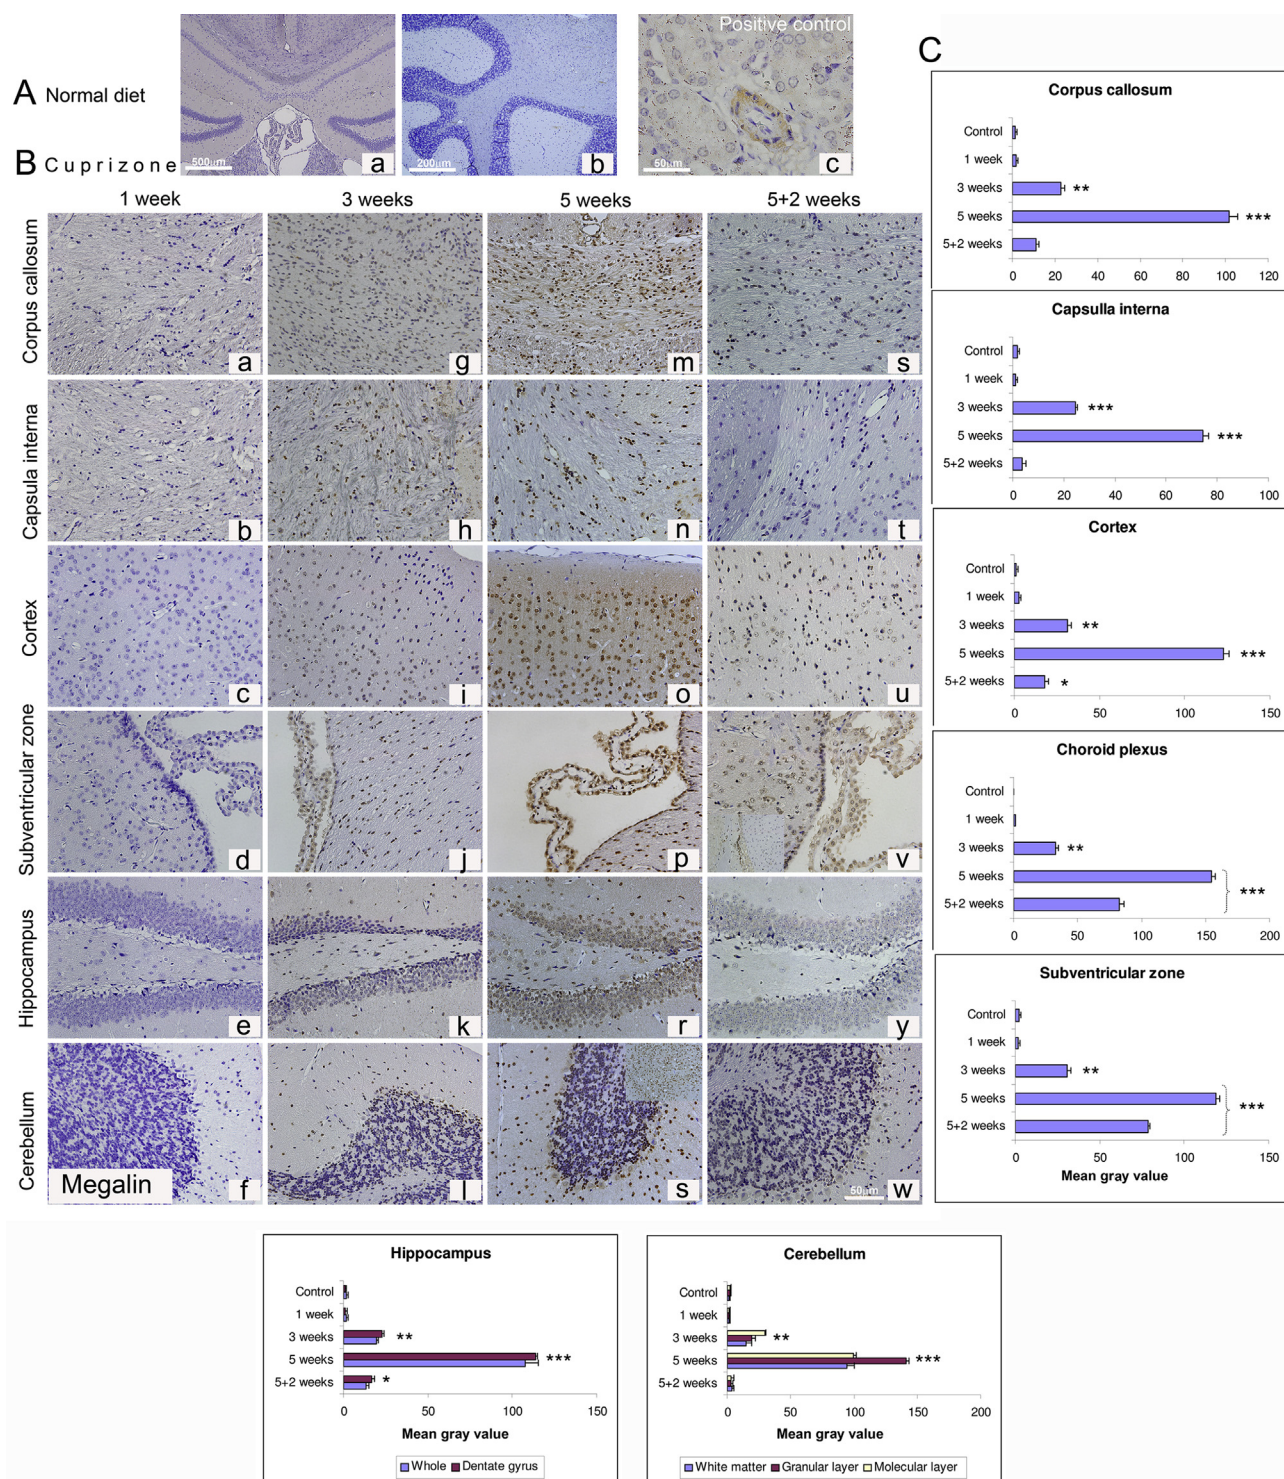 A Normal diet
500µm
a
200µm
b
Positive control
50µm
c
B Cuprizone
1 week
3 weeks
5 weeks
5+2 weeks
Corpus callosum
a
g
m
s
Capsula interna
b
h
n
t
Cortex
c
i
o
u
Subventricular zone
d
j
p
v
Hippocampus
e
k
r
y
Cerebellum
Megalin
f
l
s
50µm
w
C
Corpus callosum
Control
1 week
3 weeks
**
5 weeks
***
5+2 weeks
0 20 40 60 80 100 120
Capsulla interna
Control
1 week
3 weeks
***
5 weeks
***
5+2 weeks
0 20 40 60 80 100
Cortex
Control
1 week
3 weeks
**
5 weeks
***
5+2 weeks
*
0 50 100 150
Choroid plexus
Control
1 week
3 weeks
**
5 weeks
***
5+2 weeks
0 50 100 150 200
Subventricular zone
Control
1 week
3 weeks
**
5 weeks
***
5+2 weeks
0 50 100 150 200
Mean gray value
Hippocampus
Control
1 week
3 weeks
**
5 weeks
***
5+2 weeks
*
0 50 100 150
Mean gray value
Whole Dentate gyrus
Cerebellum
Control
1 week
3 weeks
**
5 weeks
***
5+2 weeks
0 50 100 150 200
Mean gray value
White matter Granular layer Molecular layer